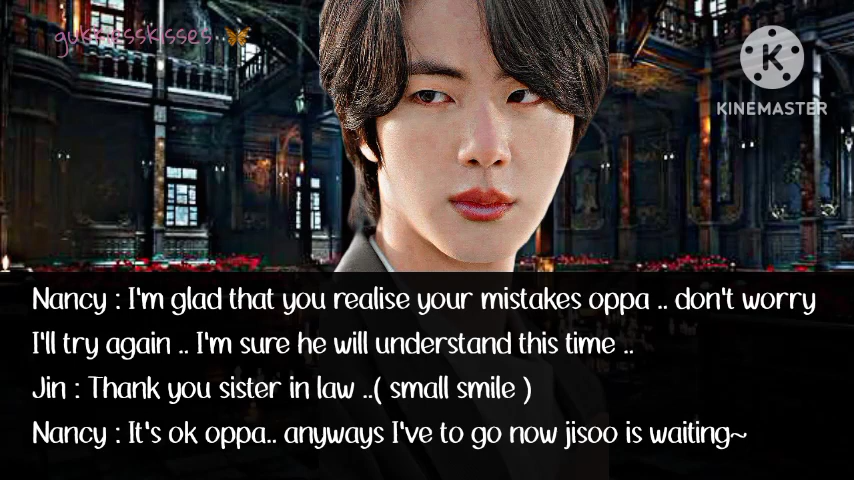 KINEMASTER
Nancy : I'm glad that you realise your mistakes oppa .. don't worry
I'll try again .. I'm sure he will understand this time ..
Jin : Thank you sister in law ..( small smile )
Nancy : It's ok oppa.. anyways I've to go now jisoo is waiting~